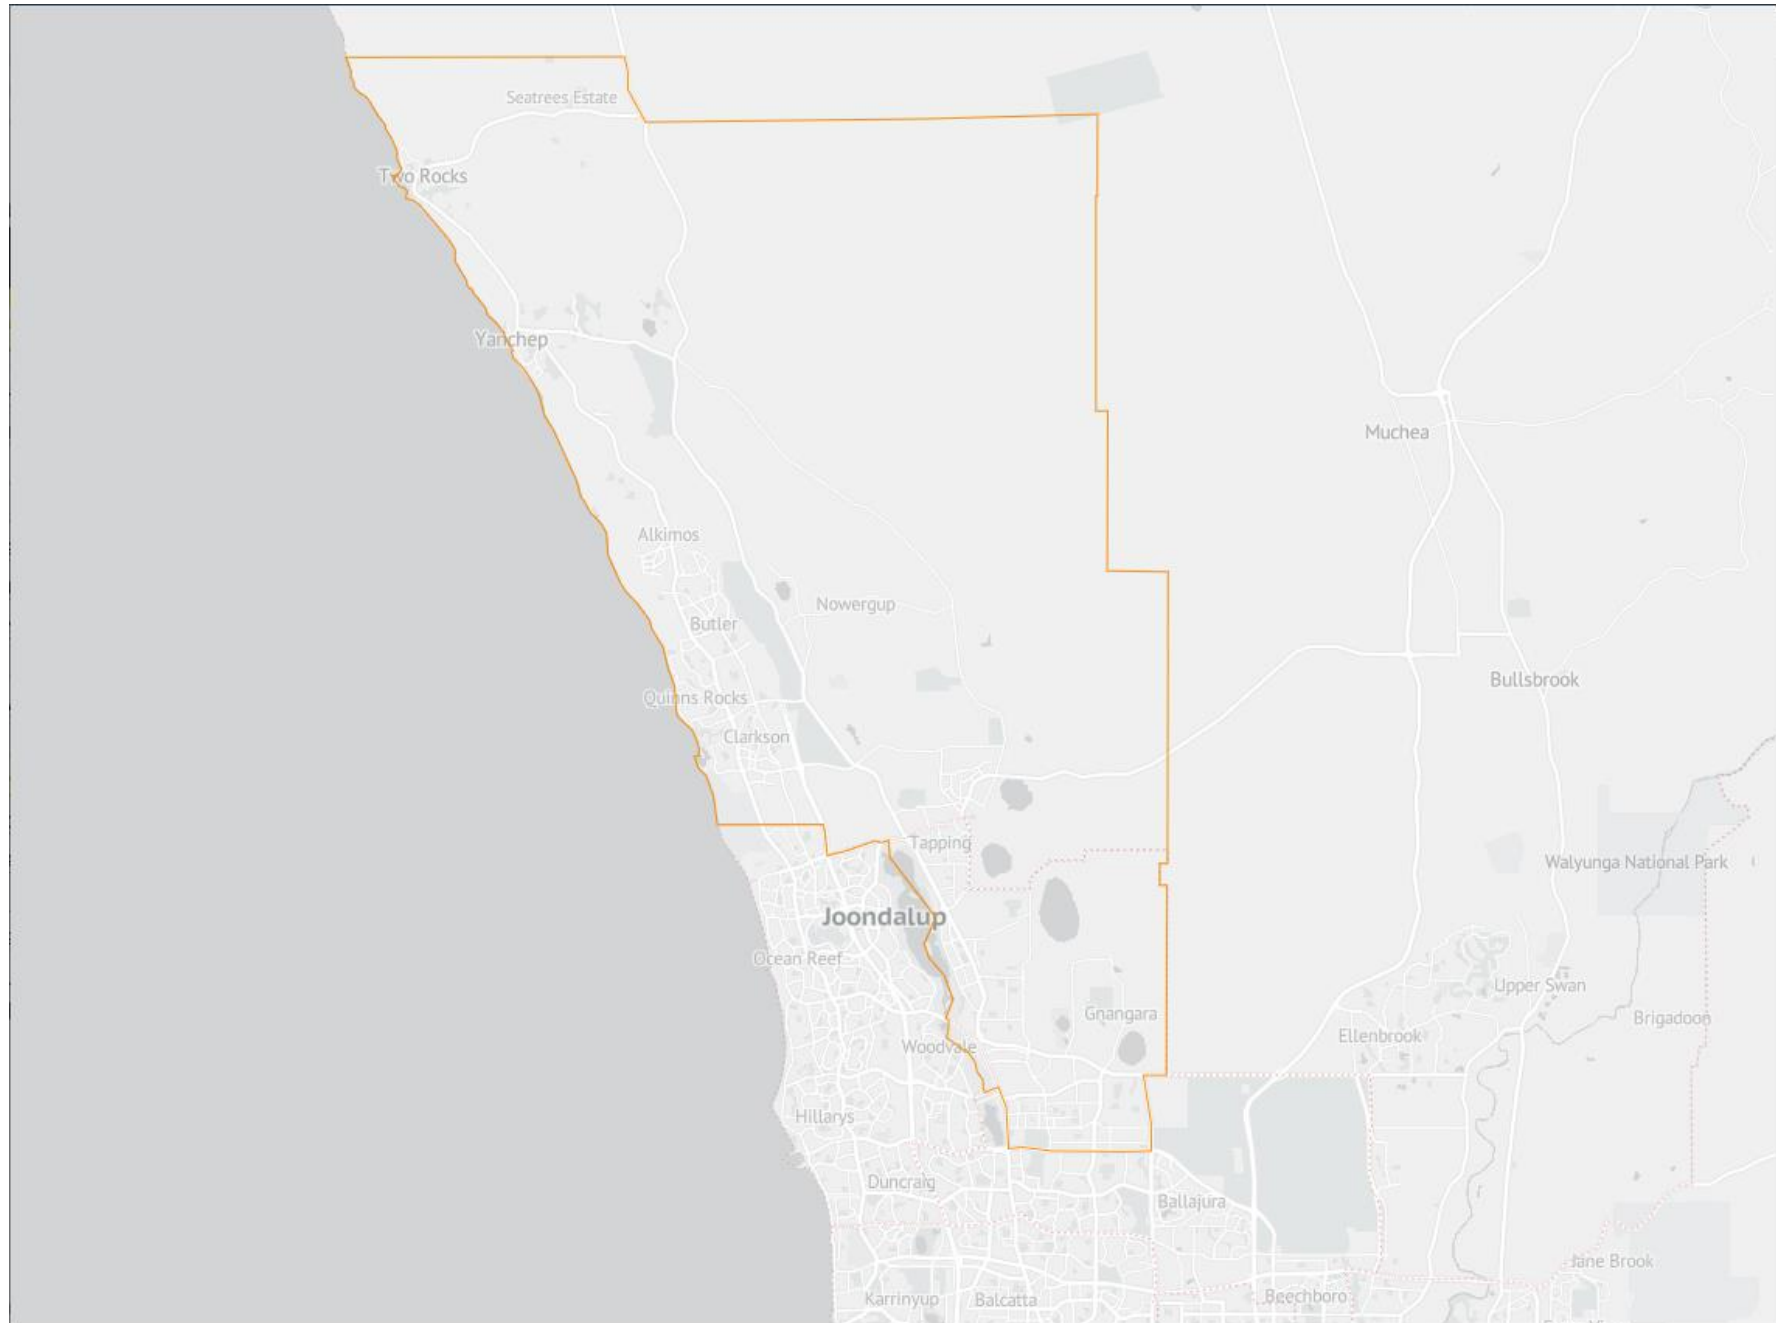 Seatrees Estate
Two Rocks
Yanchep
Muchea
Alkimos
Nowergup
Butler
Bullsbrook
Quinns Rocks
Clarkson
Tapping
Walyunga National Park
Joondalup
Ocean Reef
Upper Swan
Gnangara
Brigadoon
Ellenbrook
Woodvale
Hillarys
Duncraig
Ballajura
Jane Brook
Beechboro
Karrinyup
Balcatta